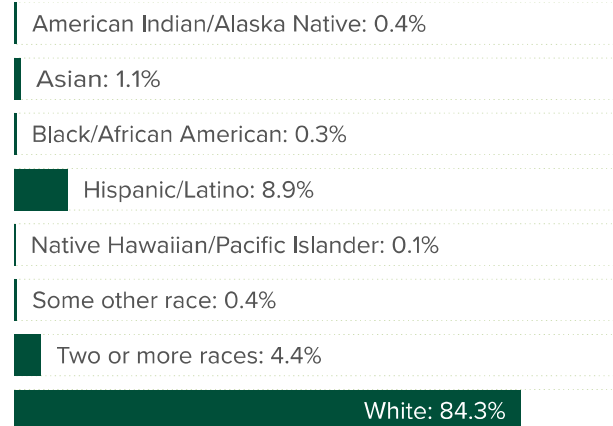 American Indian/Alaska Native: 0.4%
Asian: 1.1%
Black/African American: 0.3%
Hispanic/Latino: 8.9%
Native Hawaiian/Pacific Islander: 0.1%
Some other race: 0.4%
Two or more races: 4.4%
White: 84.3%